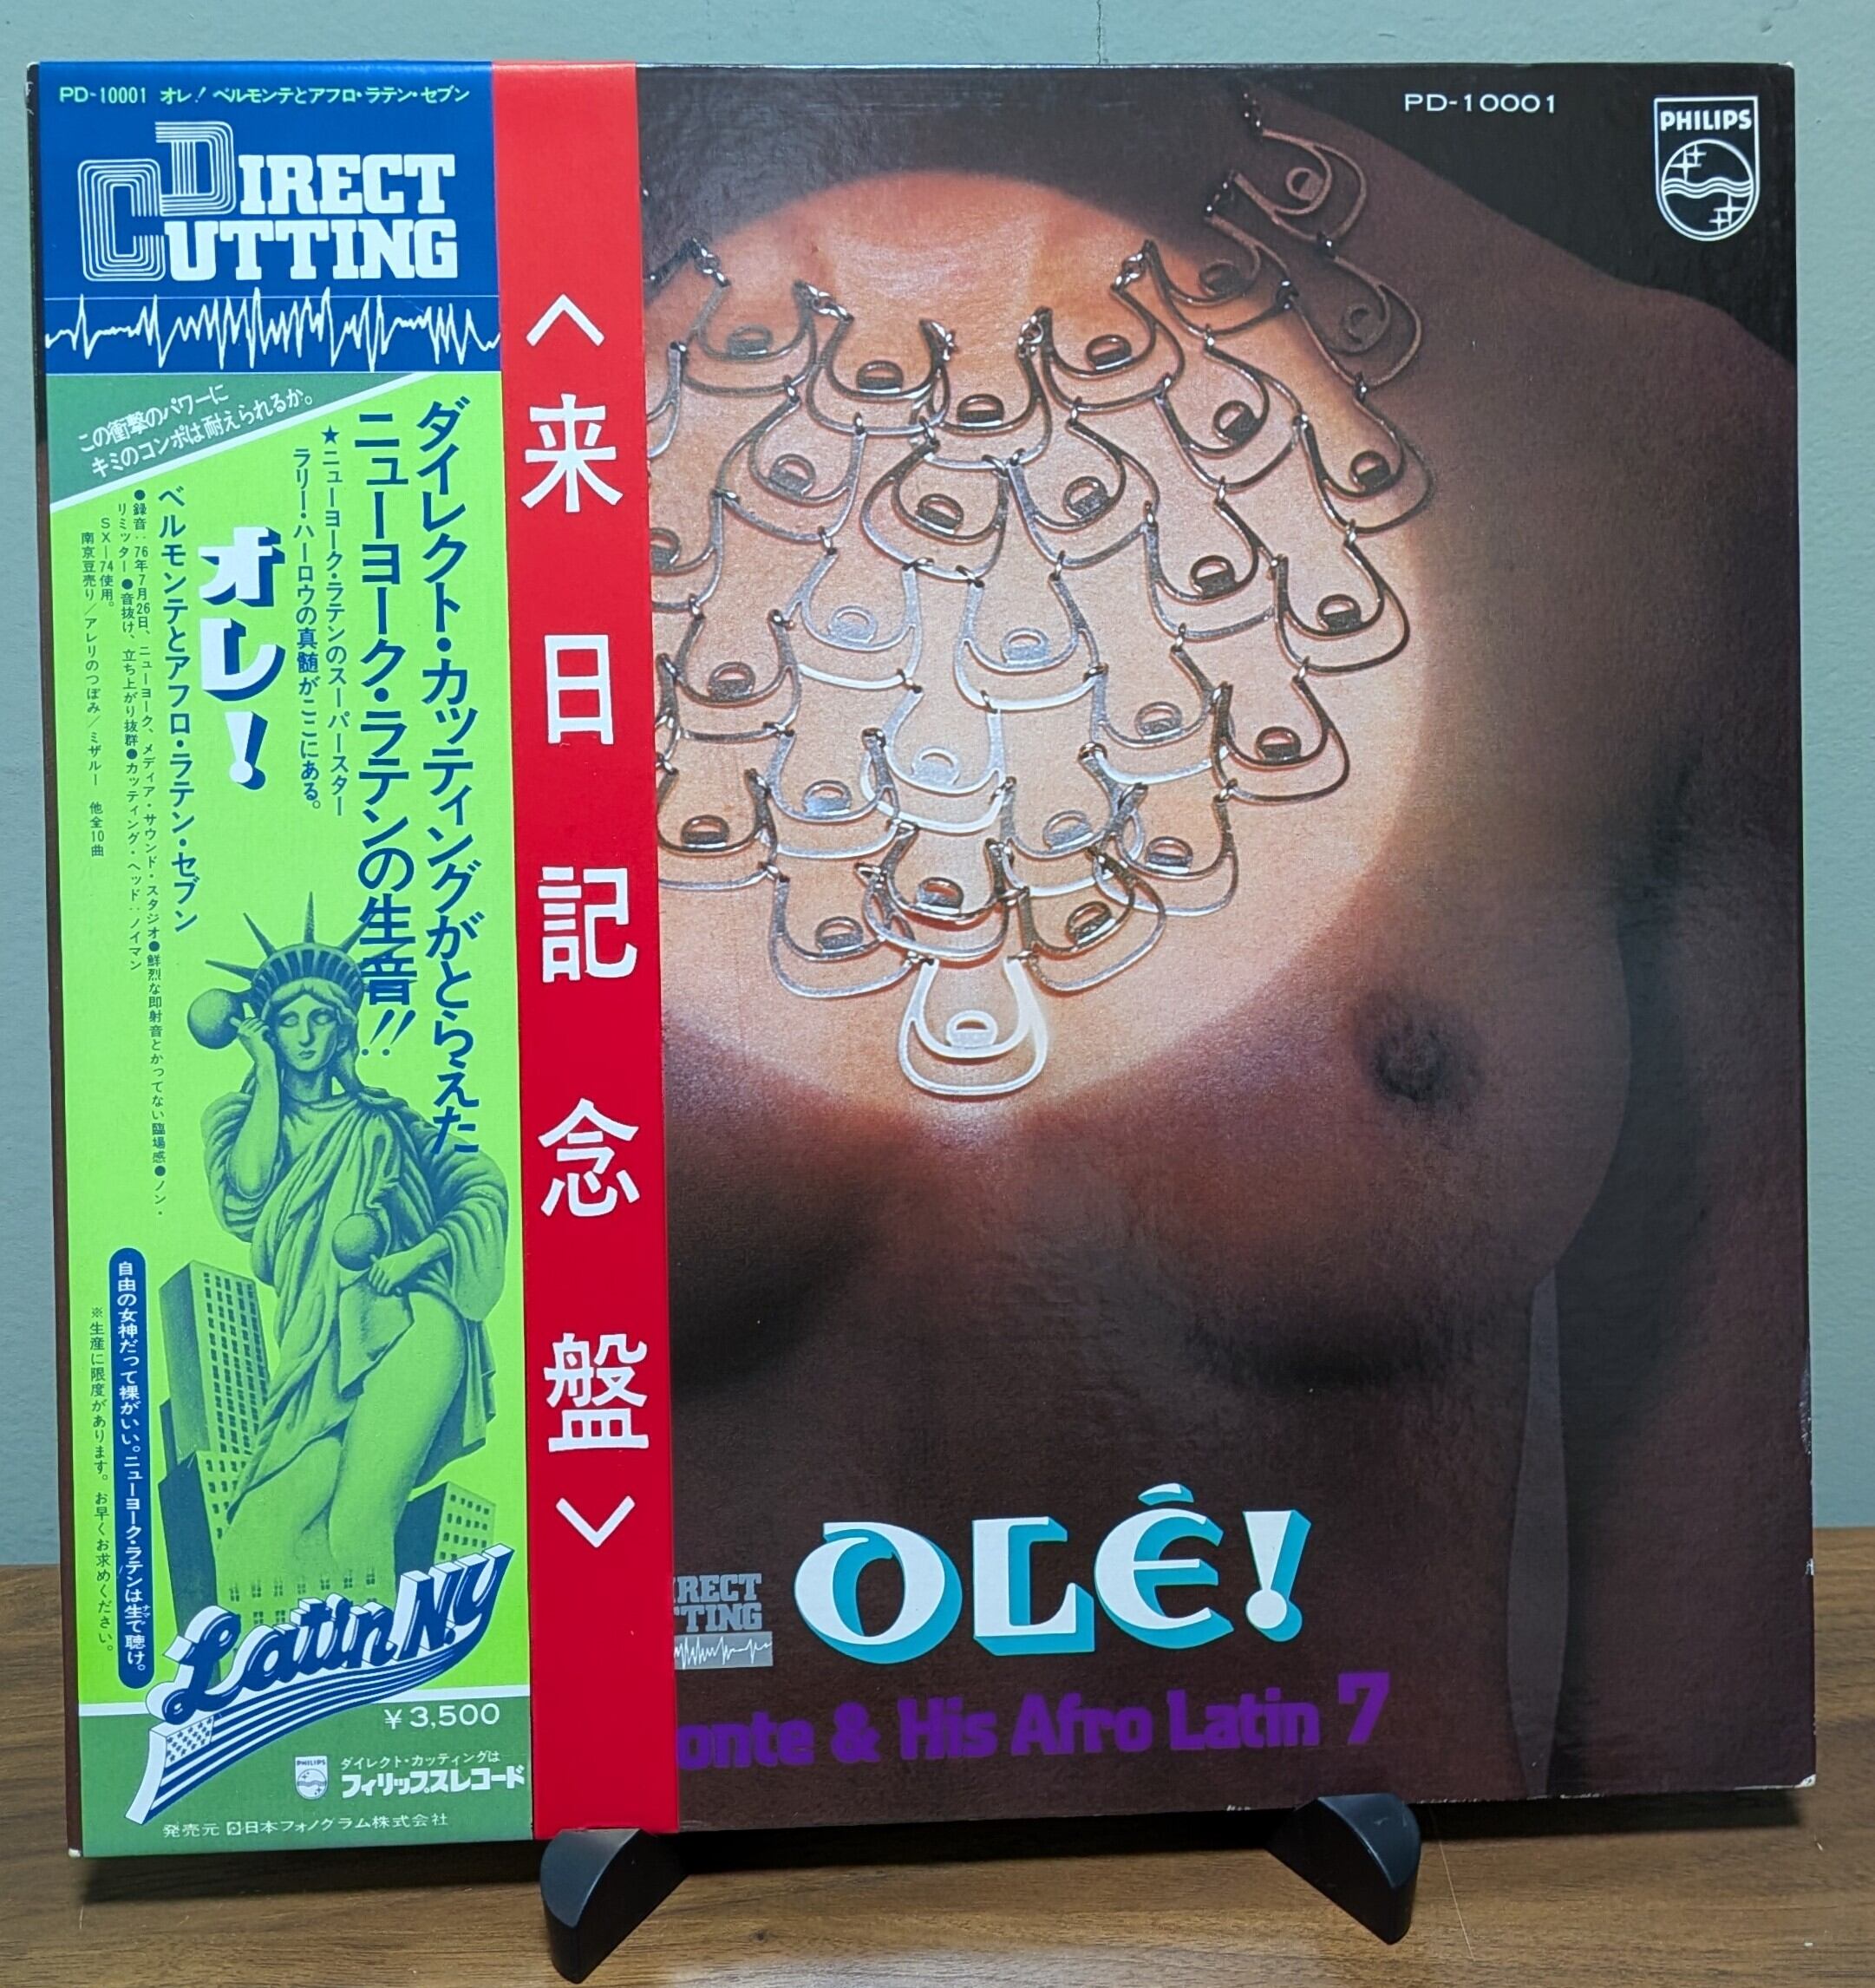 PD-10001 オレ! ベルモンテとアフロ・ラテン・セブン
DIRECT
CUTTING
この衝撃のパワーに
キミのコンポは耐えられるか。
ダイレクト・カッティングがとらえた
ニューヨーク・ラテンの生音!!
★ニューヨーク・ラテンのスーパースター
ラリー・ハーロウの真髄がここにある。
オレ!
ベルモンテとアフロ・ラテン・セブン
●録音:76年7月26日、ニューヨーク、メディア・サウンド・スタジオ●鮮烈な即射音とかってない臨場感●ノン・
リミッター●音抜け、立ち上がり抜群●カッティング・ヘッド:ノイマン
SX-74使用。
南京豆売り/アレリのつぼみ/ミザルー 他全10曲
自由の女神だって裸がいい。ニューヨーク・ラテンは生で聴け。
ナマ
※生産に限度があります。お早くお求めください。
Latin NY
¥3,500
PHILIPS
ダイレクト・カッティングは
フィリップスレコード
発売元 日本フォノグラム株式会社
<来日記念盤>
PD-10001
PHILIPS
IRECT
TTING
OLÊ!
onte & His Afro Latin 7